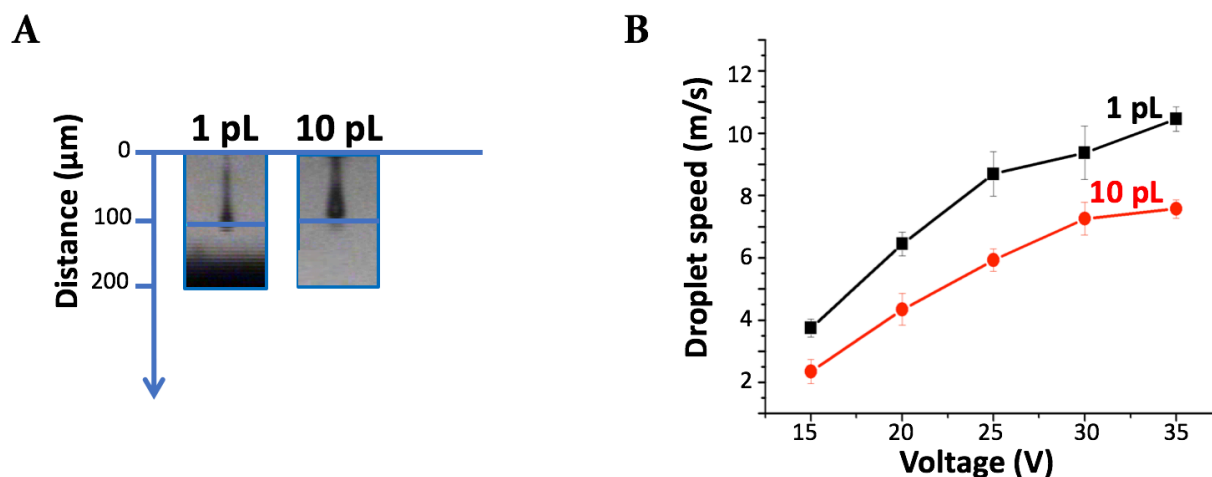 A
1 pL 10 pL
Distance (µm)
0
100
200
B
Droplet speed (m/s)
12
10
8
6
4
2
1 pL
10 pL
15 20 25 30 35
Voltage (V)